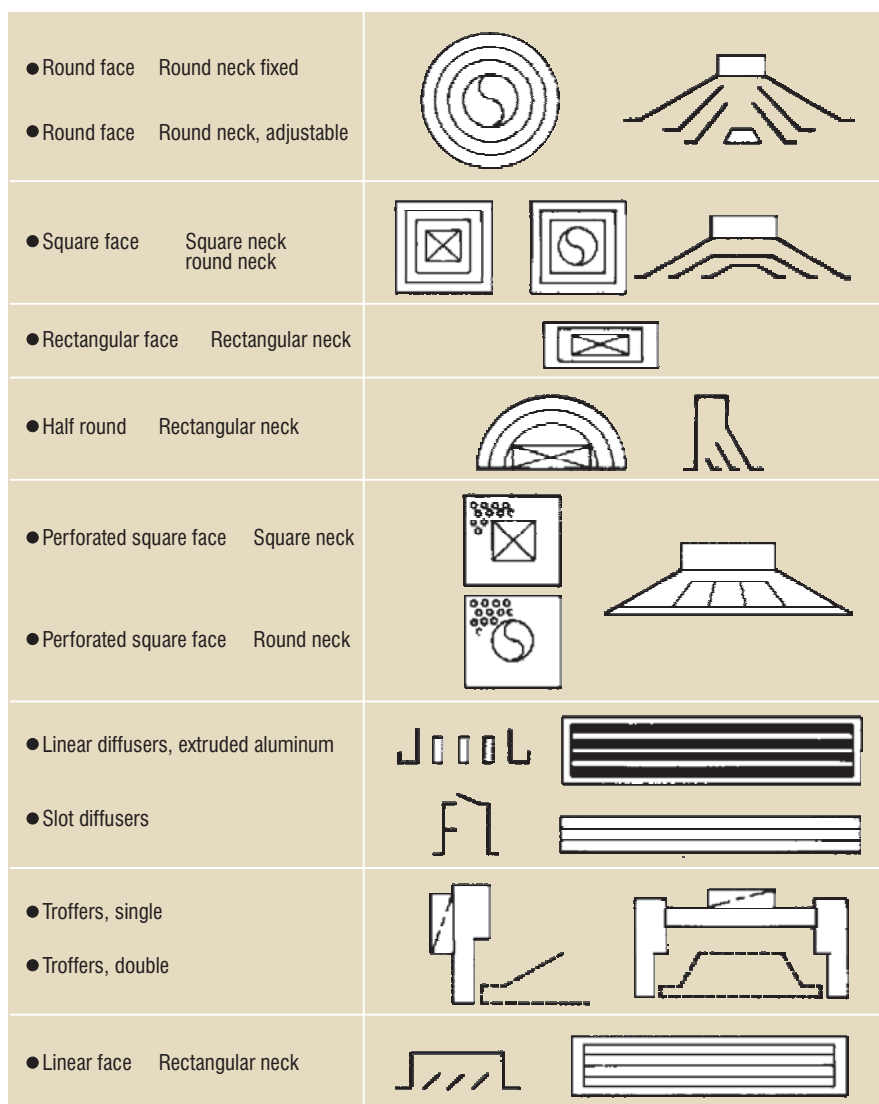 ● Round face Round neck fixed
● Round face Round neck, adjustable
● Square face Square neck
round neck
● Rectangular face Rectangular neck
● Half round Rectangular neck
● Perforated square face Square neck
● Perforated square face Round neck
● Linear diffusers, extruded aluminum
● Slot diffusers
● Troffers, single
● Troffers, double
● Linear face Rectangular neck